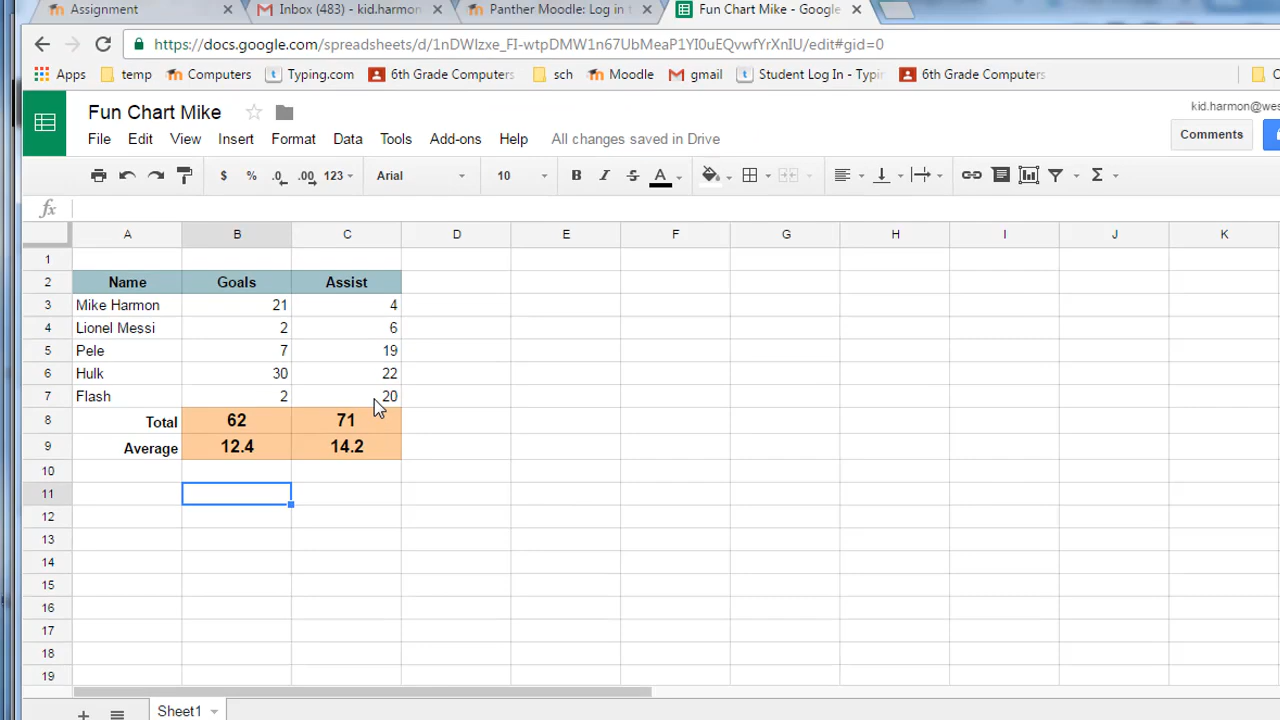 Assignment
Inbox (483) - kid.harmon
Panther Moodle: Log in t
Fun Chart Mike - Google
https://docs.google.com/spreadsheets/d/1nDWlzxe_FI-wtpDMW1n67UbMeaP1YI0uEQvwfYrXnIU/edit#gid=0
Apps temp Computers Typing.com 6th Grade Computers sch Moodle gmail Student Log In - Typin 6th Grade Computers
Fun Chart Mike
kid.harmon@wes
File Edit View Insert Format Data Tools Add-ons Help All changes saved in Drive
Comments
$ % .0 .00 123 Arial 10 B I S A Σ
fx
A B C D E F G H I J K
1
2 Name Goals Assist
3 Mike Harmon 21 4
4 Lionel Messi 2 6
5 Pele 7 19
6 Hulk 30 22
7 Flash 2 20
8 Total 62 71
9 Average 12.4 14.2
10
11
12
13
14
15
16
17
18
19
+ Sheet1